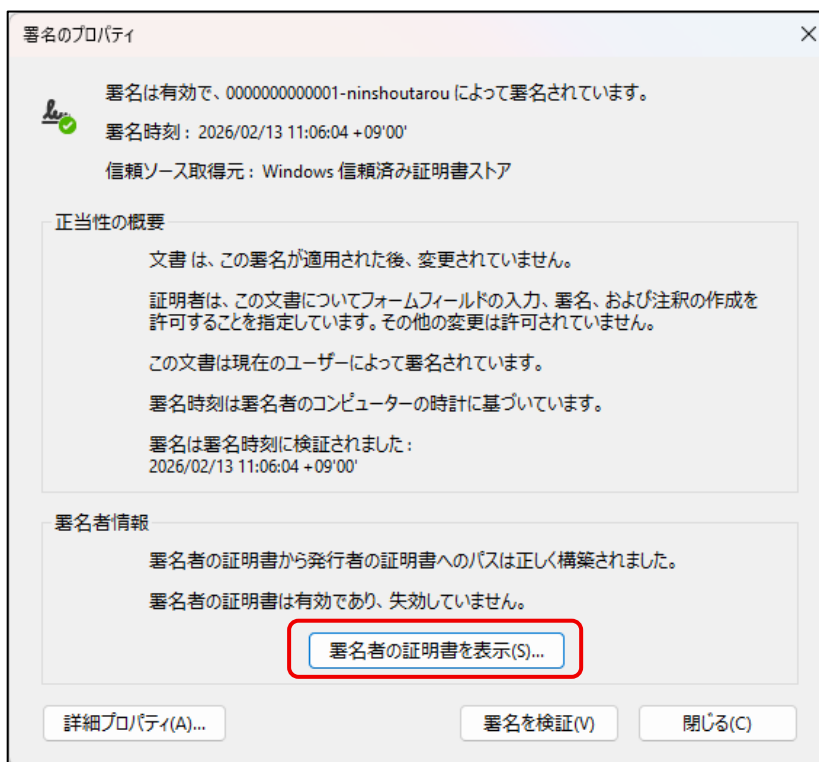 署名のプロパティ
署名は有効で、0000000000001-ninshoutarou によって署名されています。
署名時刻 : 2026/02/13 11:06:04 +09'00'
信頼ソース取得元 : Windows 信頼済み証明書ストア
正当性の概要
文書 は、この署名が適用された後、変更されていません。
証明者は、この文書についてフォームフィールドの入力、署名、および注釈の作成を
許可することを指定しています。その他の変更は許可されていません。
この文書は現在のユーザーによって署名されています。
署名時刻は署名者のコンピューターの時計に基づいています。
署名は署名時刻に検証されました :
2026/02/13 11:06:04 +09'00'
署名者情報
署名者の証明書から発行者の証明書へのパスは正しく構築されました。
署名者の証明書は有効であり、失効していません。
署名者の証明書を表示(S)...
詳細プロパティ(A)...
署名を検証(V)
閉じる(C)